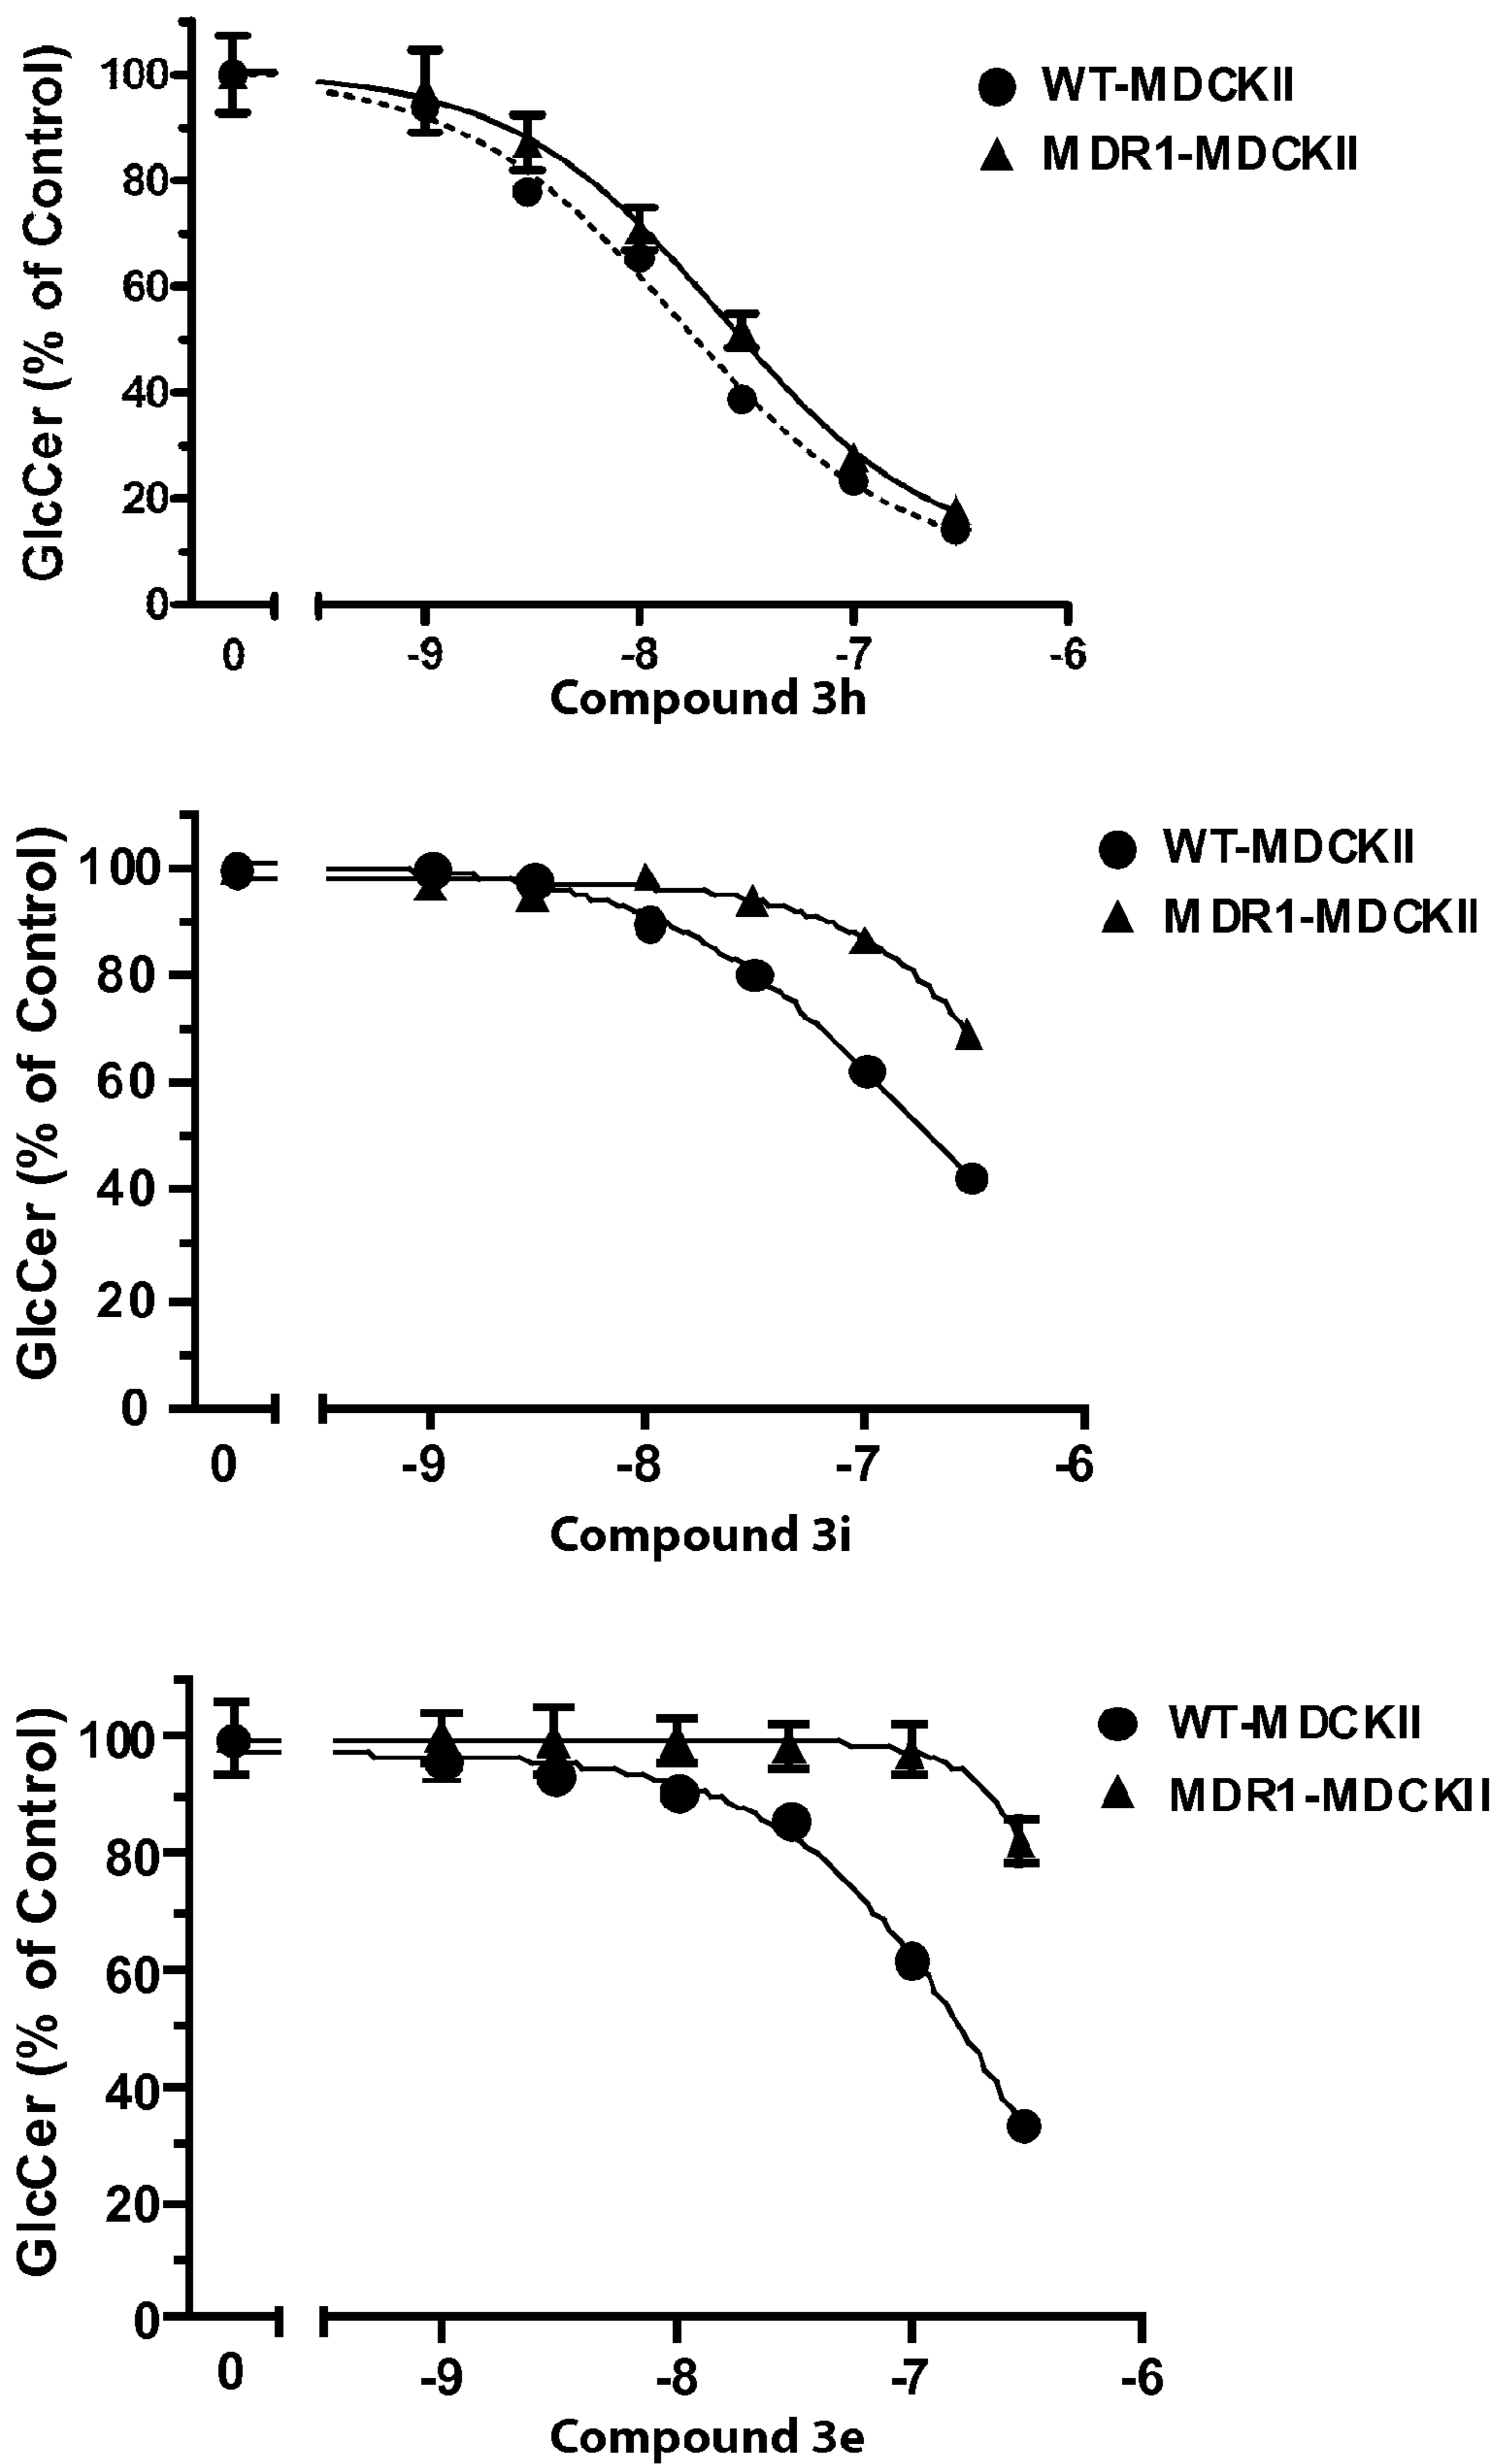 GlcCer (% of Control)
100
80
60
40
20
0
WT-MDCKII
MDR1-MDCKII
0 -9 -8 -7 -6
Compound 3h
GlcCer (% of Control)
100
80
60
40
20
0
WT-MDCKII
MDR1-MDCKII
0 -9 -8 -7 -6
Compound 3i
GlcCer (% of Control)
100
80
60
40
20
0
WT-MDCKII
MDR1-MDCKII
0 -9 -8 -7 -6
Compound 3e